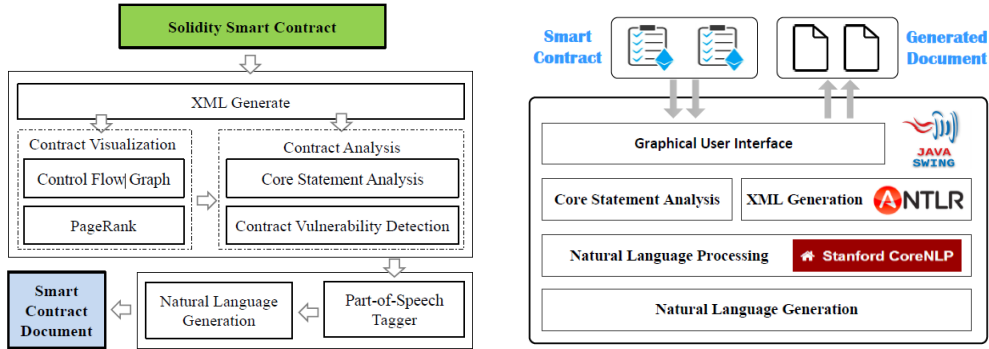 Solidity Smart Contract
XML Generate
Contract Visualization
Control Flow Graph
PageRank
Contract Analysis
Core Statement Analysis
Contract Vulnerability Detection
Smart
Contract
Document
Natural Language
Generation
Part-of-Speech
Tagger
Smart
Contract
Generated
Document
Graphical User Interface
JAVA
SWING
Core Statement Analysis
XML Generation
ANTLR
Natural Language Processing
Stanford CoreNLP
Natural Language Generation